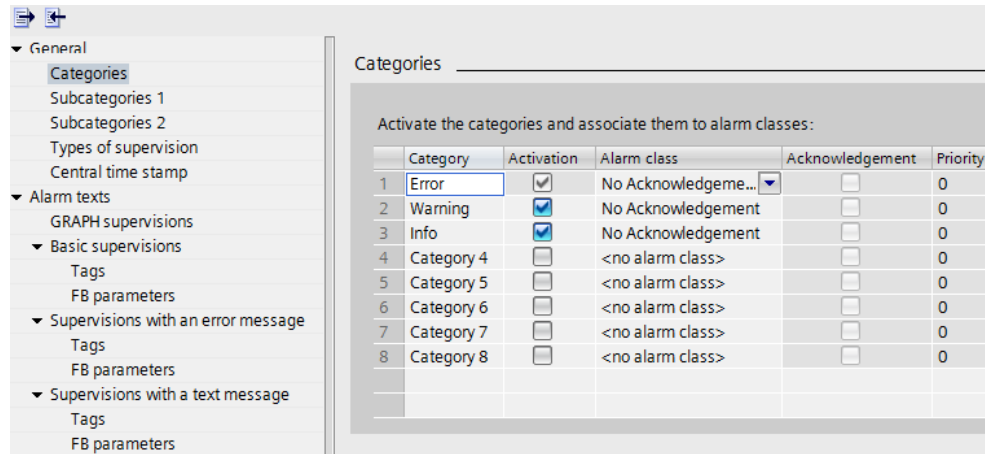 General
Categories
Subcategories 1
Subcategories 2
Types of supervision
Central time stamp
Alarm texts
GRAPH supervisions
Basic supervisions
Tags
FB parameters
Supervisions with an error message
Tags
FB parameters
Supervisions with a text message
Tags
FB parameters
Categories
Activate the categories and associate them to alarm classes:
Category Activation Alarm class Acknowledgement Priority
1 Error No Acknowledgeme... 0
2 Warning No Acknowledgement 0
3 Info No Acknowledgement 0
4 Category 4 <no alarm class> 0
5 Category 5 <no alarm class> 0
6 Category 6 <no alarm class> 0
7 Category 7 <no alarm class> 0
8 Category 8 <no alarm class> 0